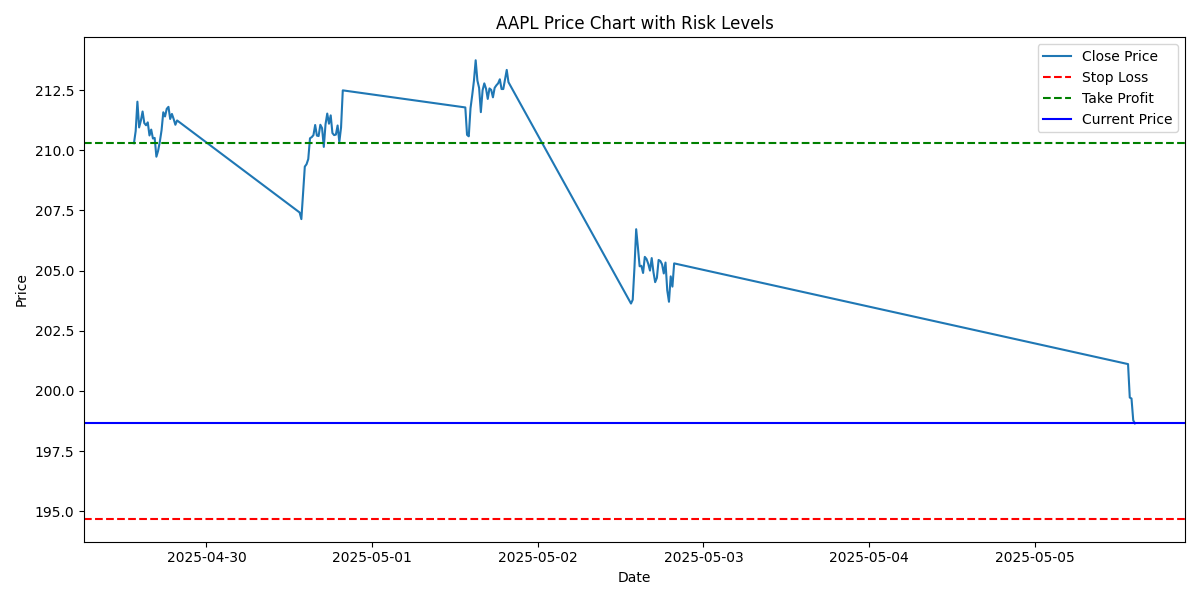 AAPL Price Chart with Risk Levels
Close Price
Stop Loss
Take Profit
Current Price
Price
212.5
210.0
207.5
205.0
202.5
200.0
197.5
195.0
2025-04-30
2025-05-01
2025-05-02
2025-05-03
2025-05-04
2025-05-05
Date